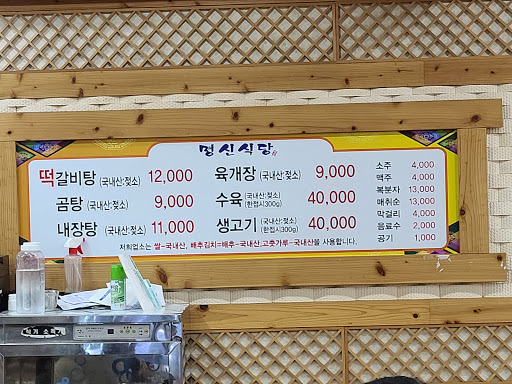 명신식당
떡갈비탕 (국내산:젖소) 12,000
곰탕 (국내산:젖소) 9,000
내장탕 (국내산:젖소) 11,000
육개장 (국내산:젖소) 9,000
수육 (국내산:젖소) (한접시300g) 40,000
생고기 (국내산:젖소) (한접시300g) 40,000
소주 4,000
맥주 4,000
복분자 13,000
매취순 13,000
막걸리 4,000
음료수 2,000
공기 1,000
저희업소는 쌀-국내산, 배추김치=배추-국내산,고춧가루-국내산을 사용합니다.